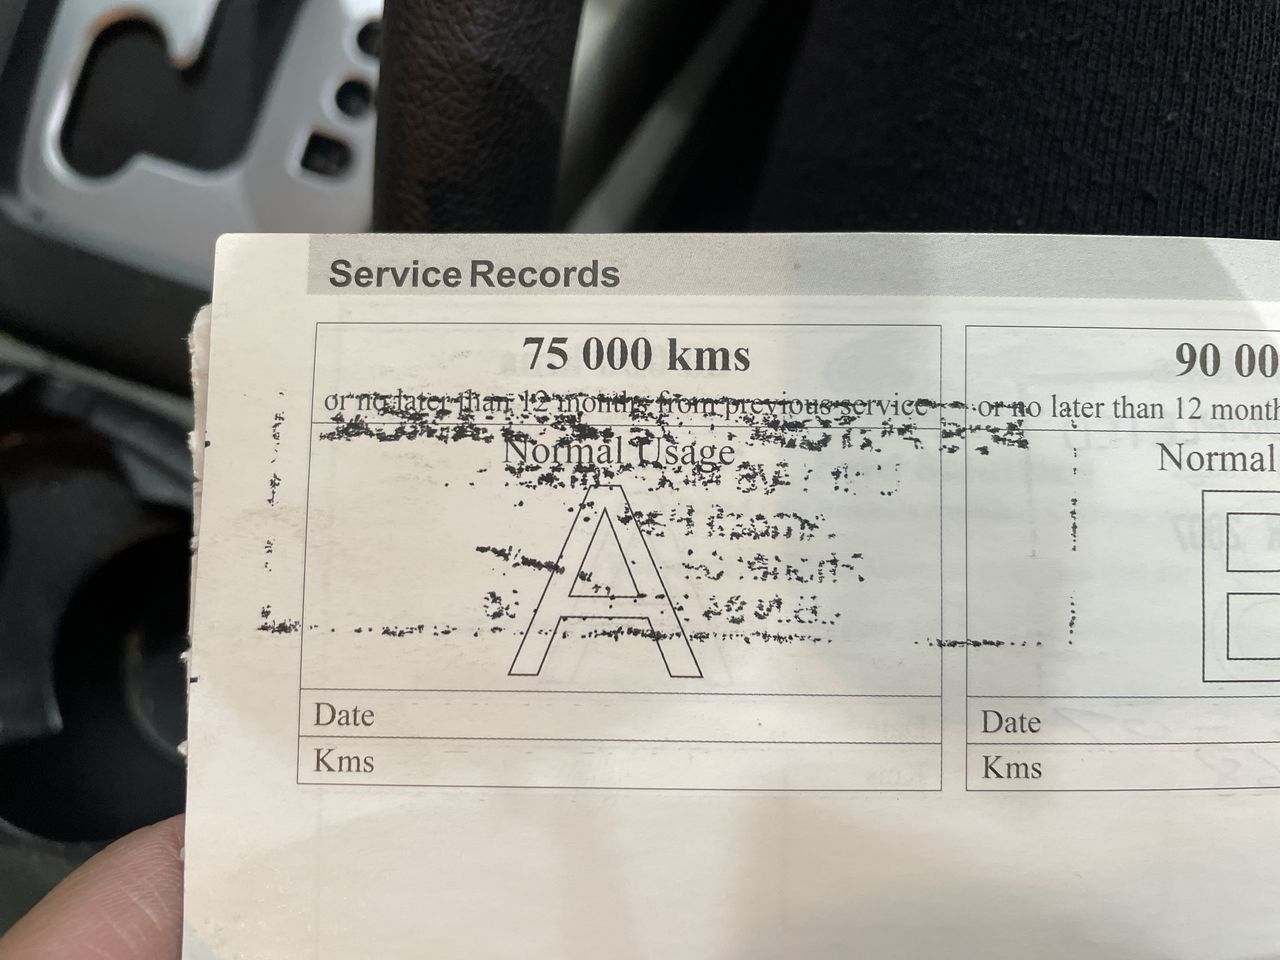 Service Records
75 000 kms
or no later than 12 months from previous service
Normal Usage
A
Date
Kms
90 00
or no later than 12 month
Normal
Date
Kms